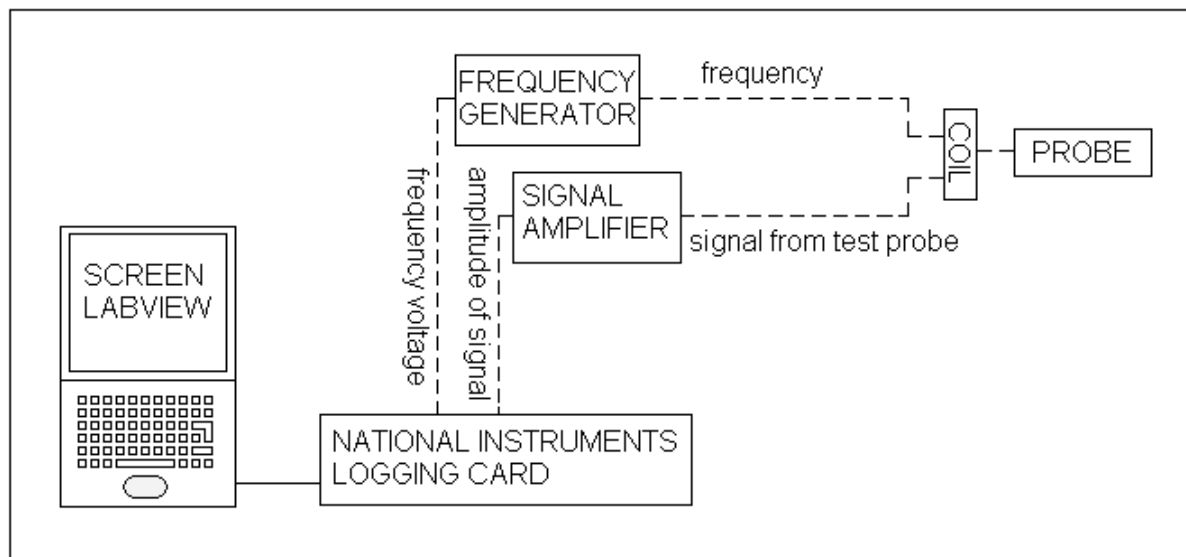 FREQUENCY
GENERATOR
frequency
COIL
PROBE
frequency voltage
amplitude of signal
SIGNAL
AMPLIFIER
signal from test probe
SCREEN
LABVIEW
NATIONAL INSTRUMENTS
LOGGING CARD